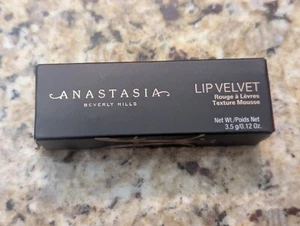 ANASTASIA
BEVERLY HILLS
LIP VELVET
Rouge à Lèvres
Texture Mousse
Net Wt./Poids Net
3.5 g/0.12 Oz.